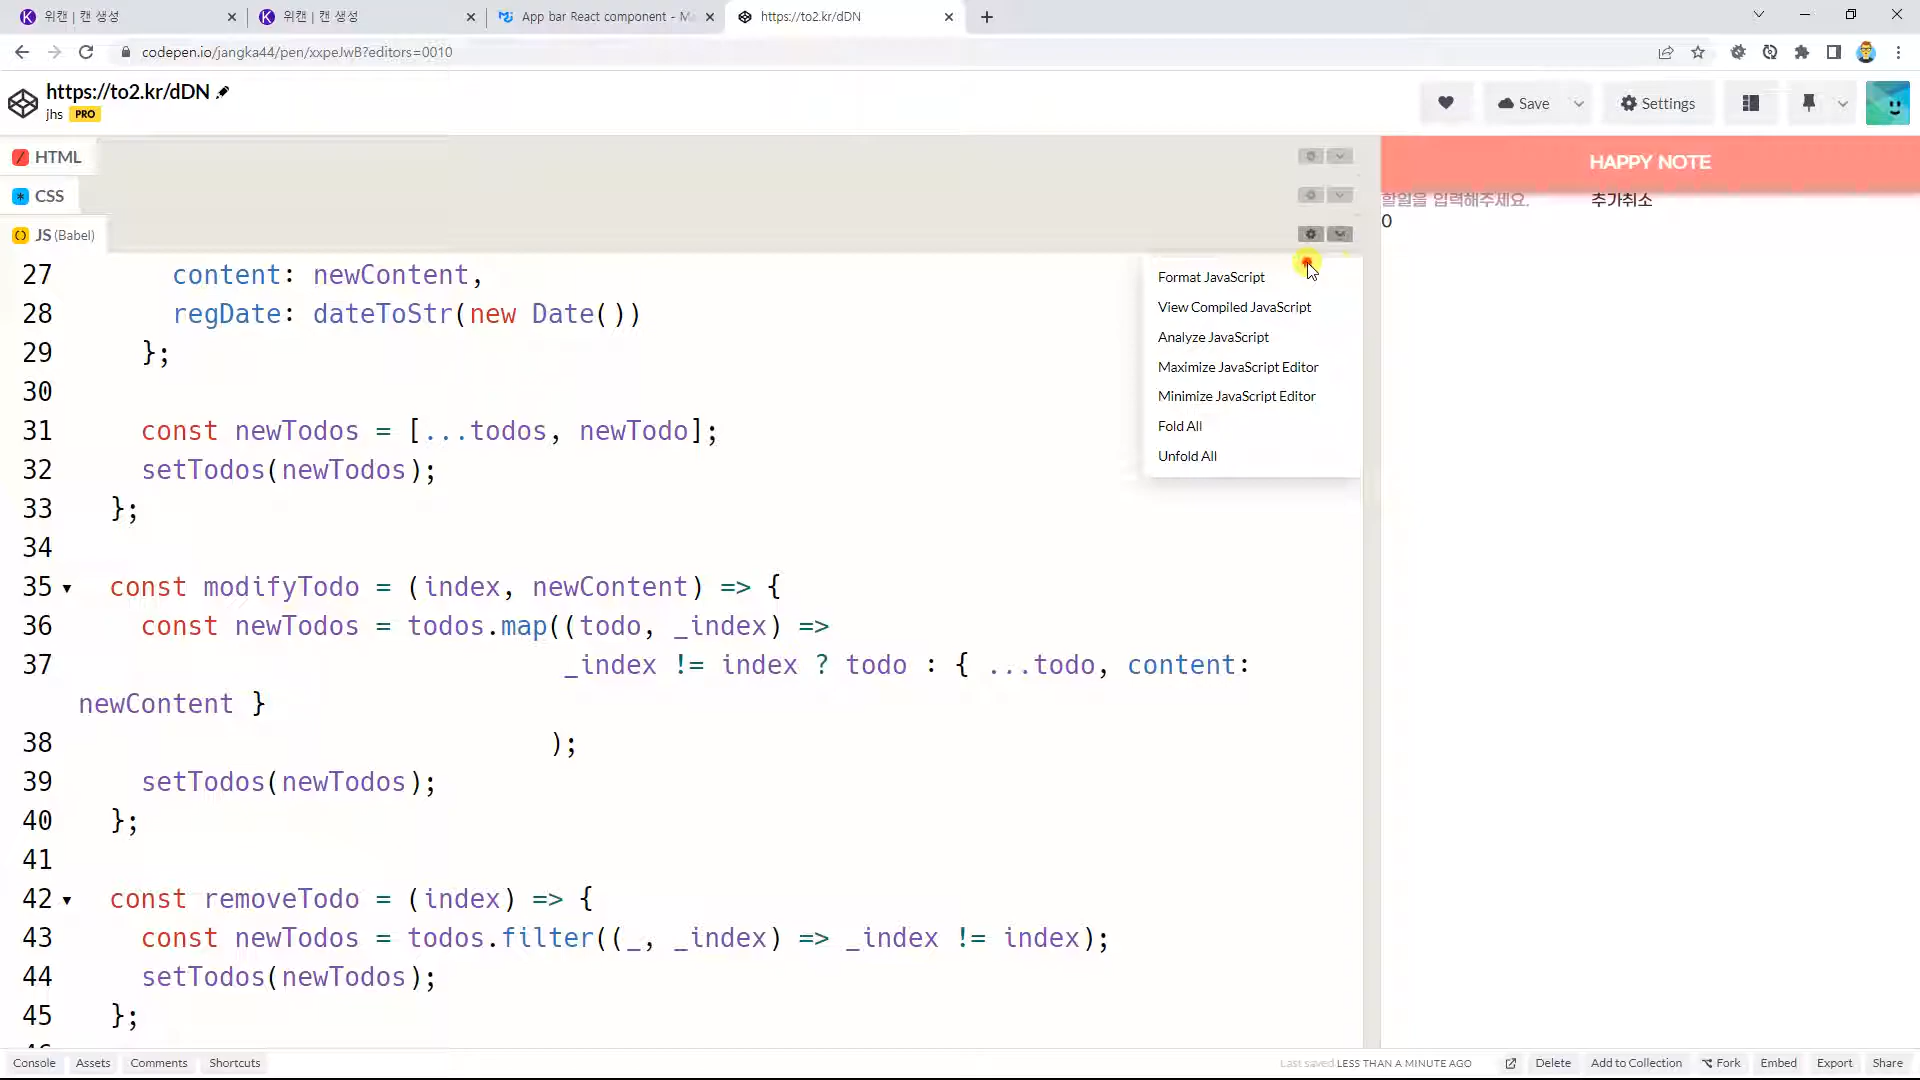 위캔 | 캔 생성
위캔 | 캔 생성
App bar React component - Ma
https://to2.kr/dDN
codepen.io/jangka44/pen/xxpeJwB?editors=0010
https://to2.kr/dDN
jhs PRO
Save
Settings
HTML
CSS
JS (Babel)
HAPPY NOTE
할일을 입력해주세요. 추가취소
0
Format JavaScript
View Compiled JavaScript
Analyze JavaScript
Maximize JavaScript Editor
Minimize JavaScript Editor
Fold All
Unfold All
27 content: newContent,
28 regDate: dateToStr(new Date())
29 };
30
31 const newTodos = [...todos, newTodo];
32 setTodos(newTodos);
33 };
34
35 const modifyTodo = (index, newContent) => {
36 const newTodos = todos.map((todo, _index) =>
37 _index != index ? todo : { ...todo, content:
newContent }
38 );
39 setTodos(newTodos);
40 };
41
42 const removeTodo = (index) => {
43 const newTodos = todos.filter((_, _index) => _index != index);
44 setTodos(newTodos);
45 };
Console Assets Comments Shortcuts
Last saved LESS THAN A MINUTE AGO Delete Add to Collection Fork Embed Export Share